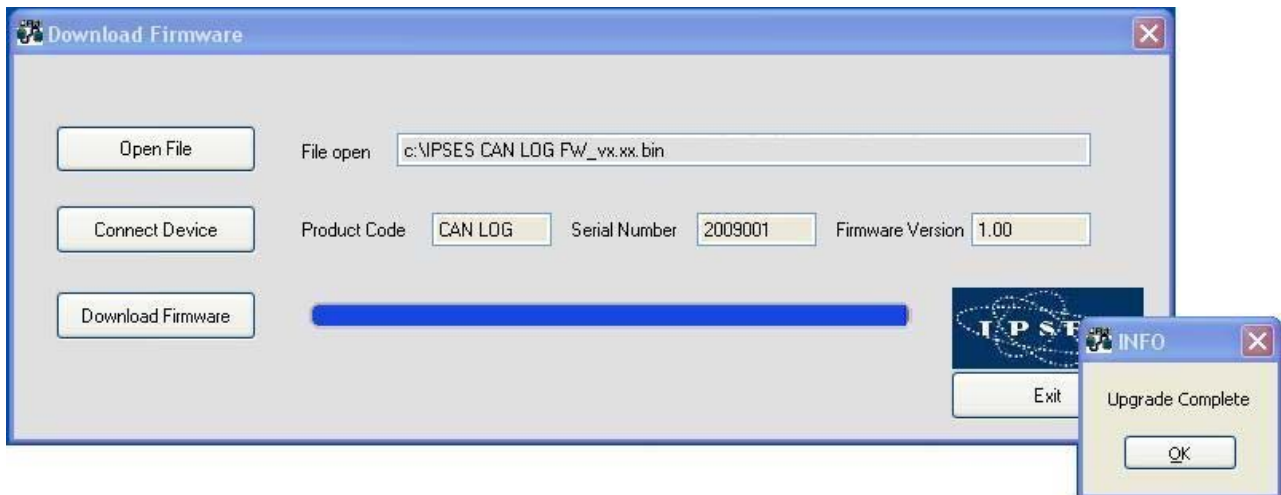 Download Firmware
Open File
File open
c:\IPSES CAN LOG FW_vx.xx.bin
Connect Device
Product Code
CAN LOG
Serial Number
2009001
Firmware Version
1.00
Download Firmware
I P S E
Exit
INFO
Upgrade Complete
OK